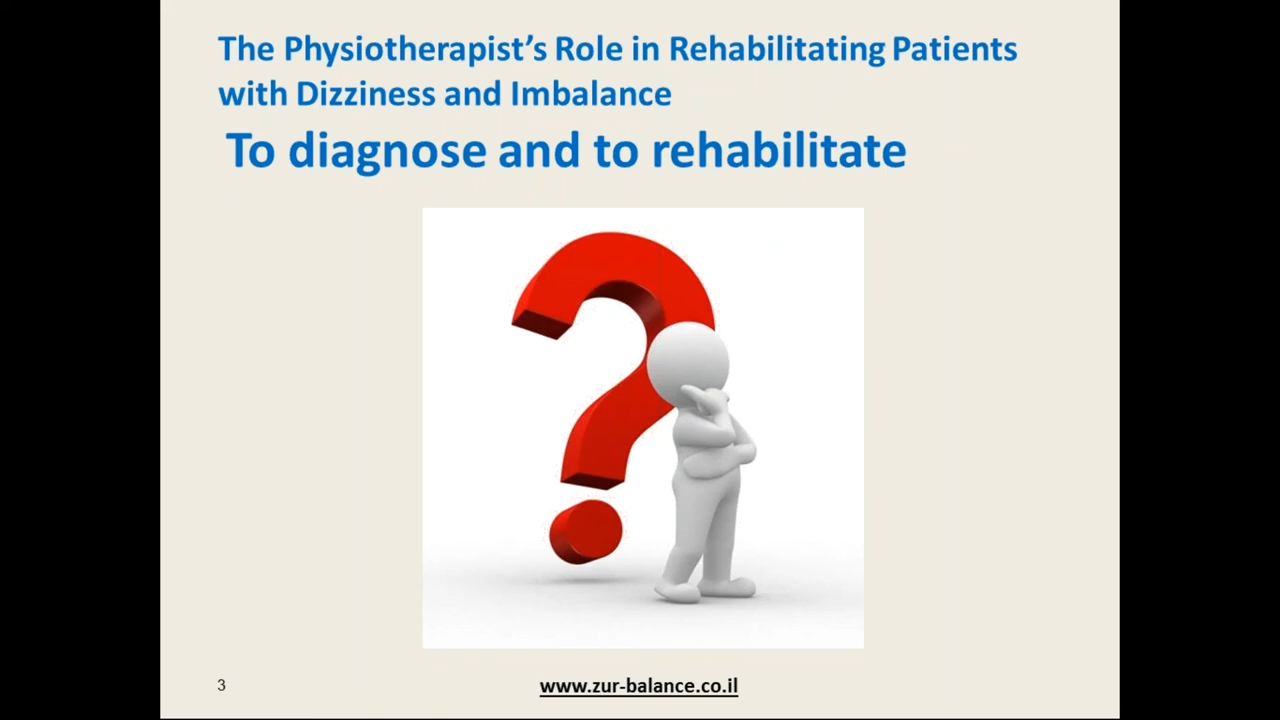 The Physiotherapist’s Role in Rehabilitating Patients
with Dizziness and Imbalance
To diagnose and to rehabilitate
3
www.zur-balance.co.il